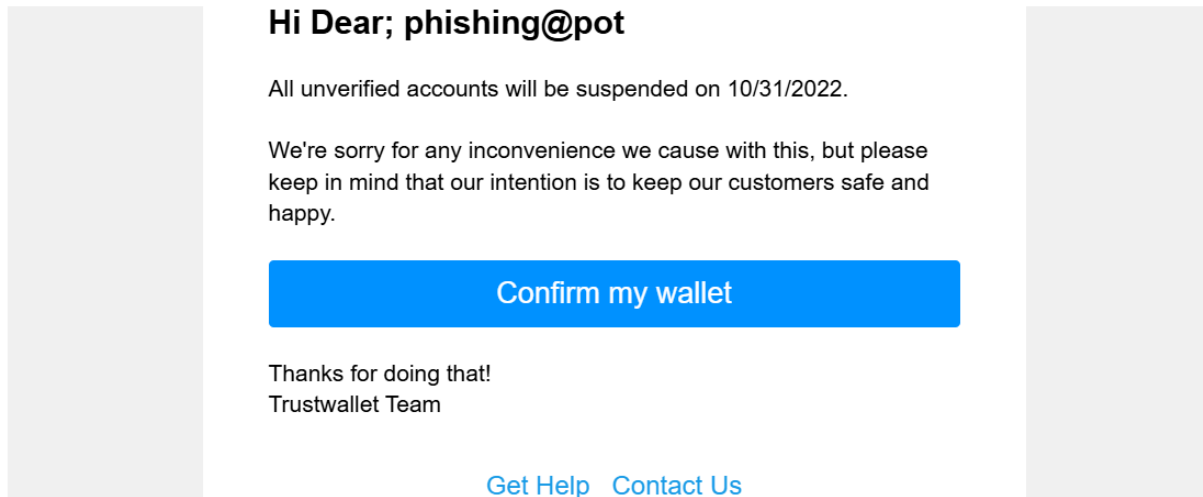 Hi Dear; phishing@pot
All unverified accounts will be suspended on 10/31/2022.
We're sorry for any inconvenience we cause with this, but please
keep in mind that our intention is to keep our customers safe and
happy.
Confirm my wallet
Thanks for doing that!
Trustwallet Team
Get Help Contact Us